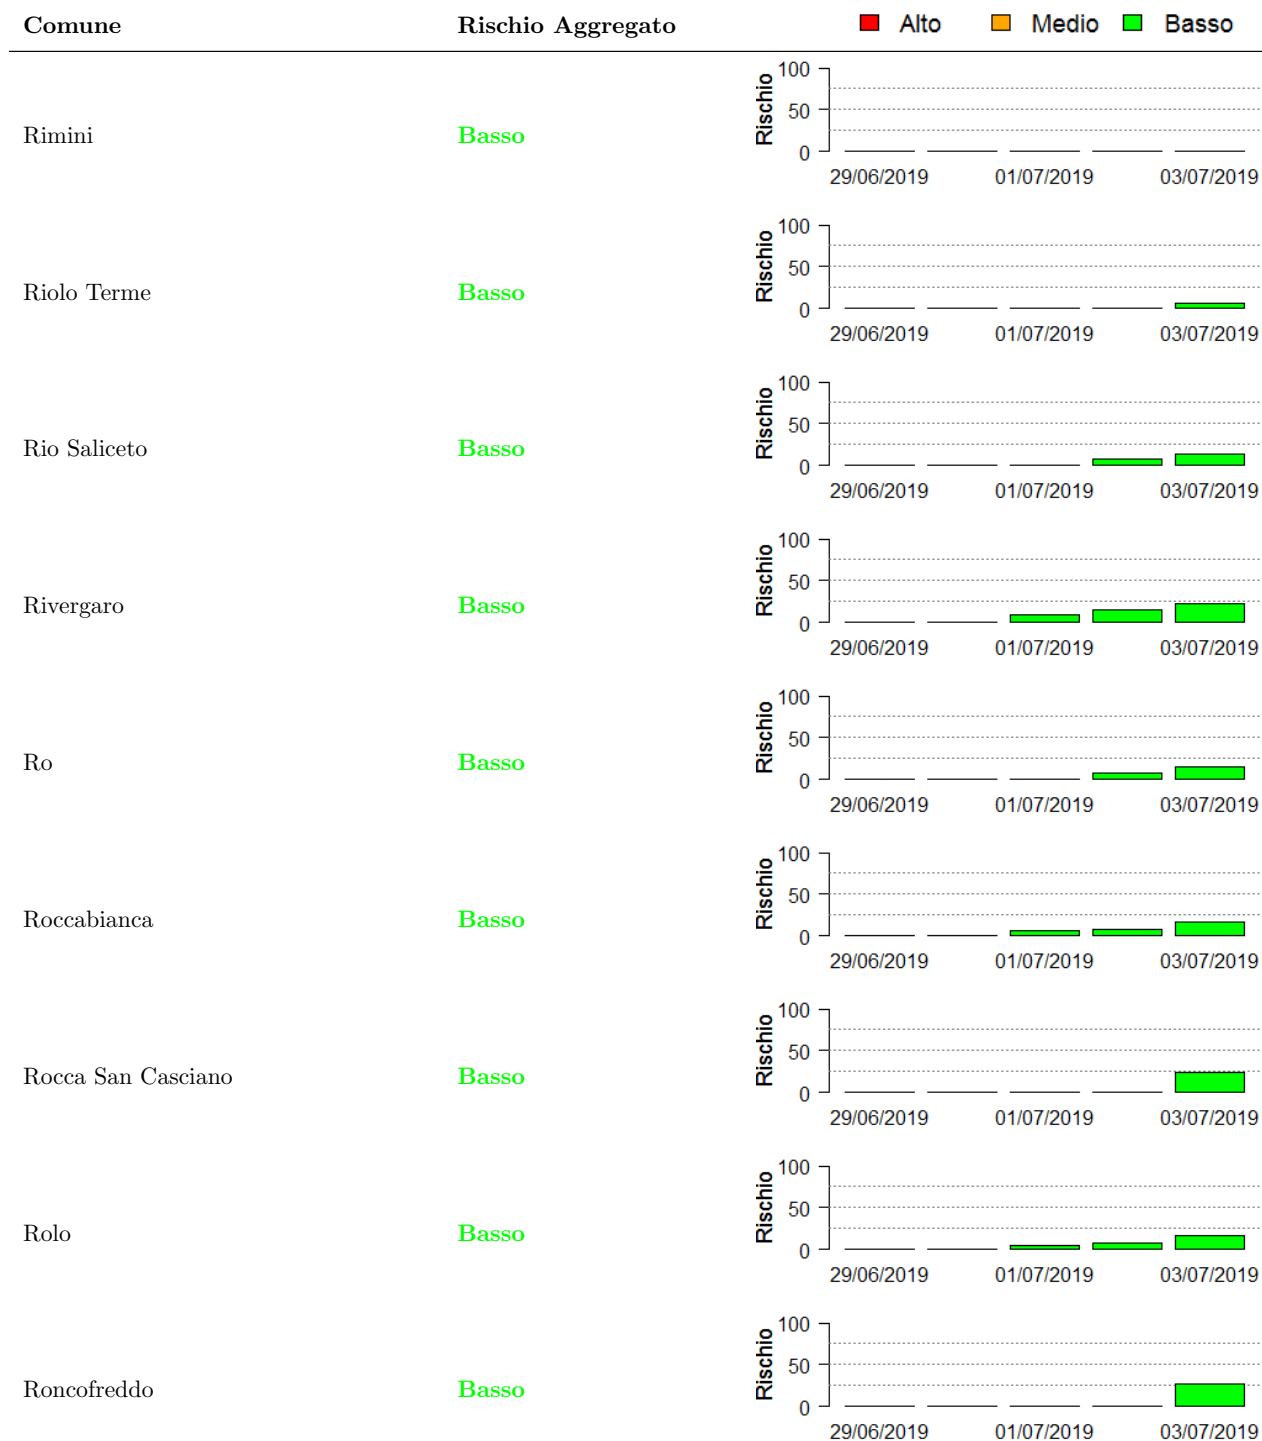 Comune Rischio Aggregato Alto Medio Basso
Rimini Basso
Rischio
100
50
0
29/06/2019 01/07/2019 03/07/2019
Riolo Terme Basso
Rischio
100
50
0
29/06/2019 01/07/2019 03/07/2019
Rio Saliceto Basso
Rischio
100
50
0
29/06/2019 01/07/2019 03/07/2019
Rivergaro Basso
Rischio
100
50
0
29/06/2019 01/07/2019 03/07/2019
Ro Basso
Rischio
100
50
0
29/06/2019 01/07/2019 03/07/2019
Roccabianca Basso
Rischio
100
50
0
29/06/2019 01/07/2019 03/07/2019
Rocca San Casciano Basso
Rischio
100
50
0
29/06/2019 01/07/2019 03/07/2019
Rolo Basso
Rischio
100
50
0
29/06/2019 01/07/2019 03/07/2019
Roncofreddo Basso
Rischio
100
50
0
29/06/2019 01/07/2019 03/07/2019